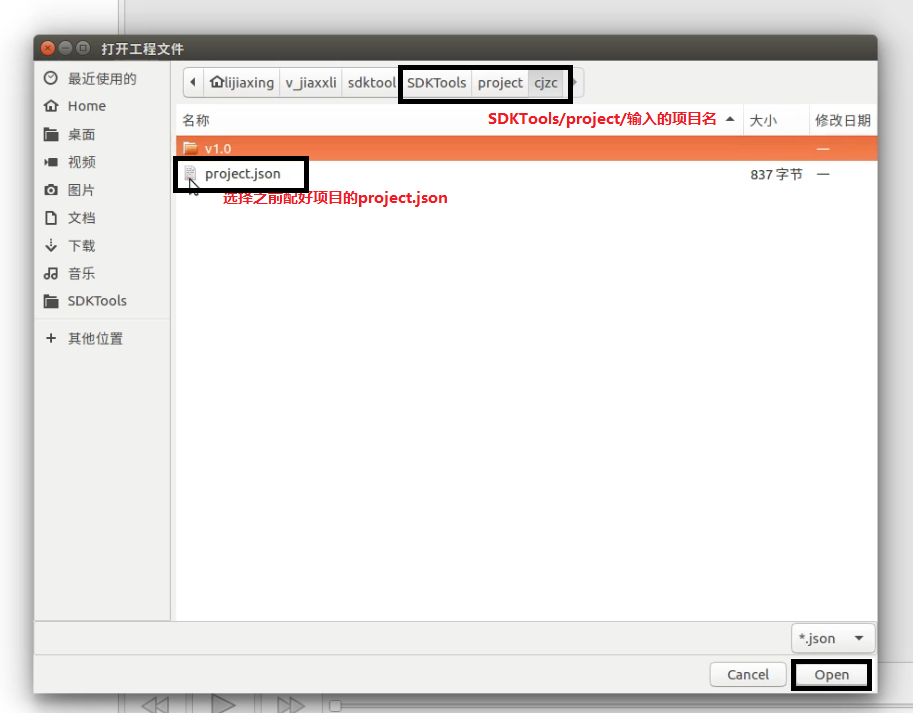 打开工程文件
最近使用的
Home
桌面
视频
图片
文档
下载
音乐
SDKTools
其他位置
lijiaxing v_jiaxxli sdktool SDKTools project cjzc
名称 SDKTools/project/输入的项目名 大小 修改日期
v1.0 —
project.json 837 字节 —
选择之前配好项目的project.json
*.json
Cancel Open